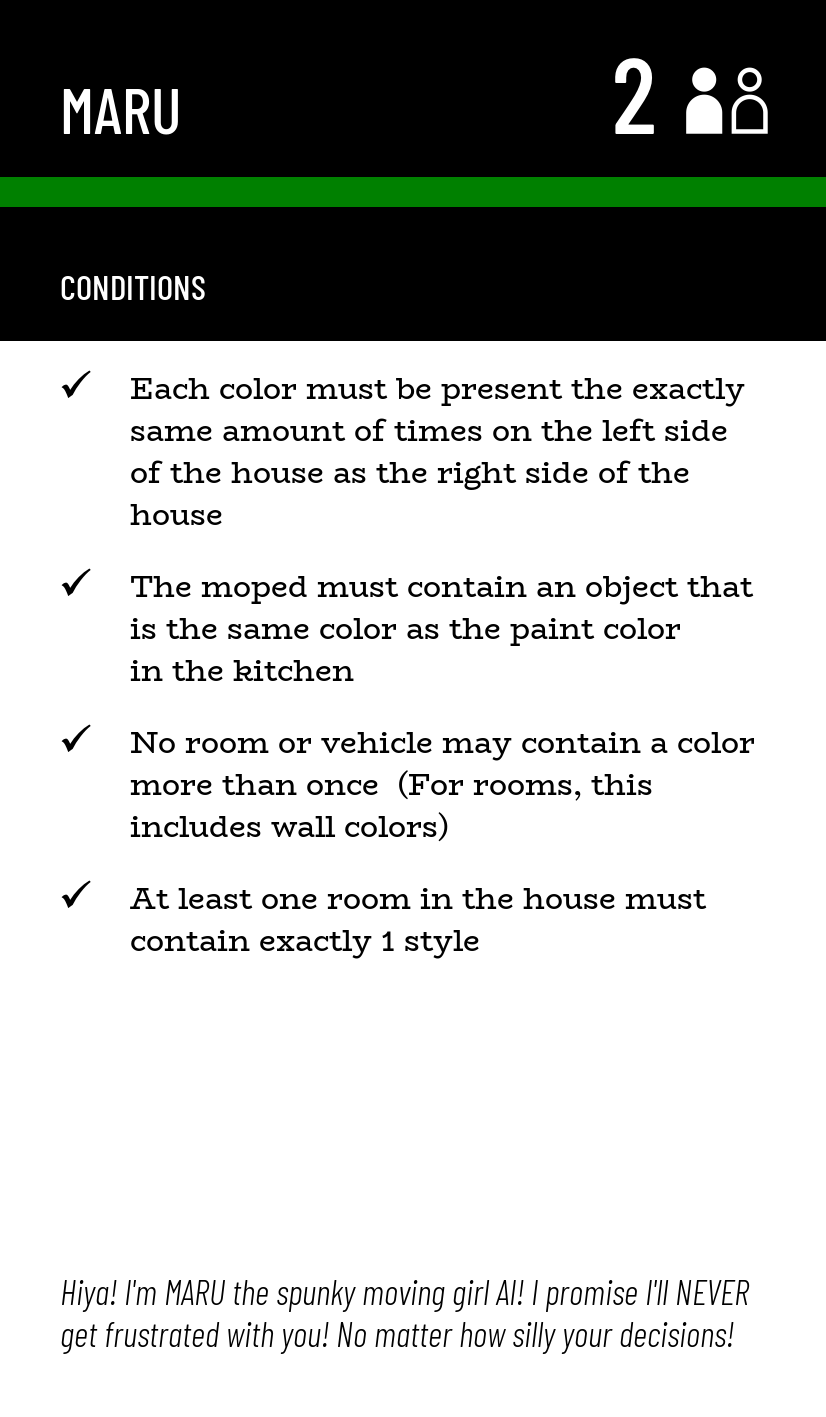 MARU 2
CONDITIONS
✓ Each color must be present the exactly
same amount of times on the left side
of the house as the right side of the
house
✓ The moped must contain an object that
is the same color as the paint color
in the kitchen
✓ No room or vehicle may contain a color
more than once  (For rooms, this
includes wall colors)
✓ At least one room in the house must
contain exactly 1 style
Hiya! I'm MARU the spunky moving girl AI! I promise I'll NEVER
get frustrated with you! No matter how silly your decisions!